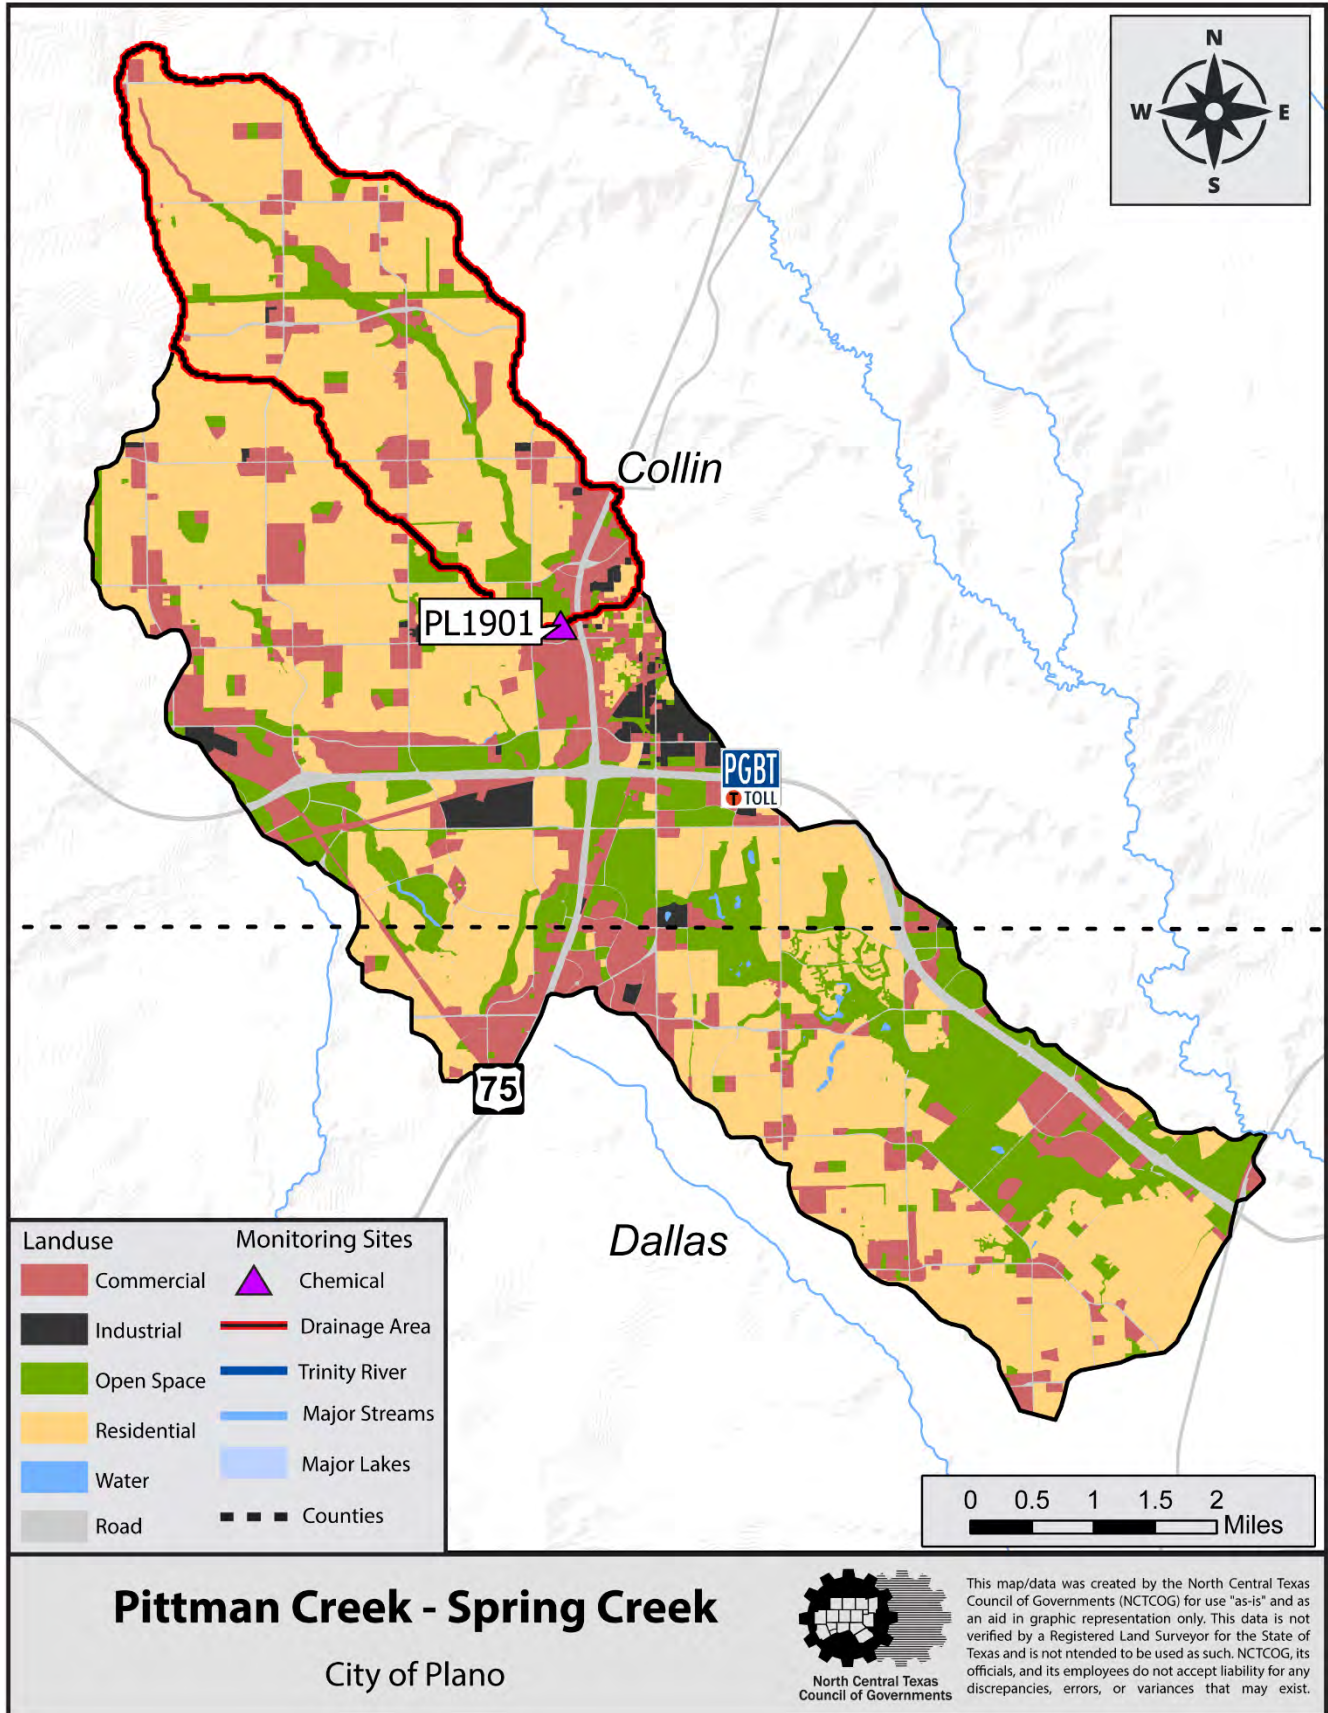 N
W E
S
Collin
PL1901
PGBT
T TOLL
75
Dallas
Landuse
Commercial
Industrial
Open Space
Residential
Water
Road
Monitoring Sites
Chemical
Drainage Area
Trinity River
Major Streams
Major Lakes
Counties
0 0.5 1 1.5 2
Miles
Pittman Creek - Spring Creek
City of Plano
North Central Texas
Council of Governments
This map/data was created by the North Central Texas
Council of Governments (NCTCOG) for use "as-is" and as
an aid in graphic representation only. This data is not
verified by a Registered Land Surveyor for the State of
Texas and is not ntended to be used as such. NCTCOG, its
officials, and its employees do not accept liability for any
discrepancies, errors, or variances that may exist.